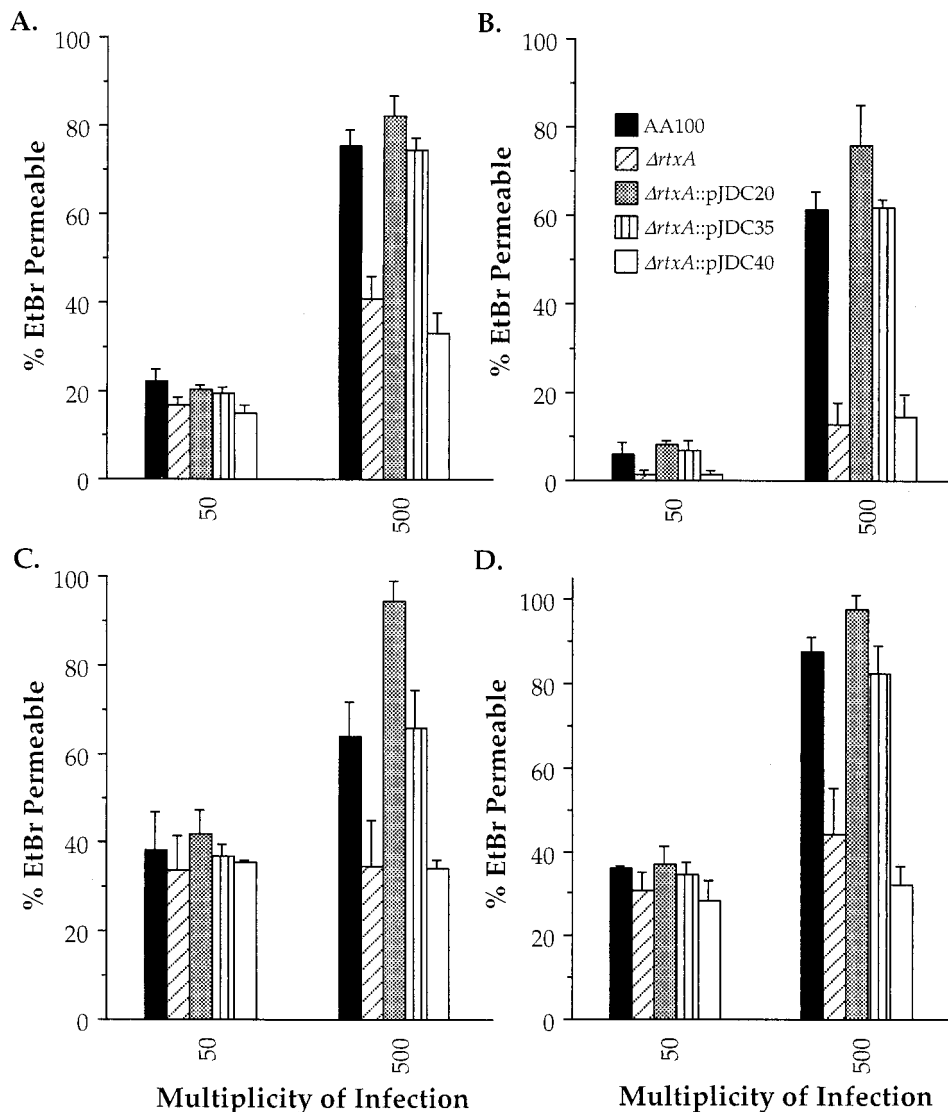 A.
100
80
60
40
20
0
% EtBr Permeable
50
500
B.
100
80
60
40
20
0
% EtBr Permeable
AA100
ΔrtxA
ΔrtxA::pJDC20
ΔrtxA::pJDC35
ΔrtxA::pJDC40
50
500
C.
100
80
60
40
20
0
% EtBr Permeable
50
500
Multiplicity of Infection
D.
100
80
60
40
20
0
% EtBr Permeable
50
500
Multiplicity of Infection